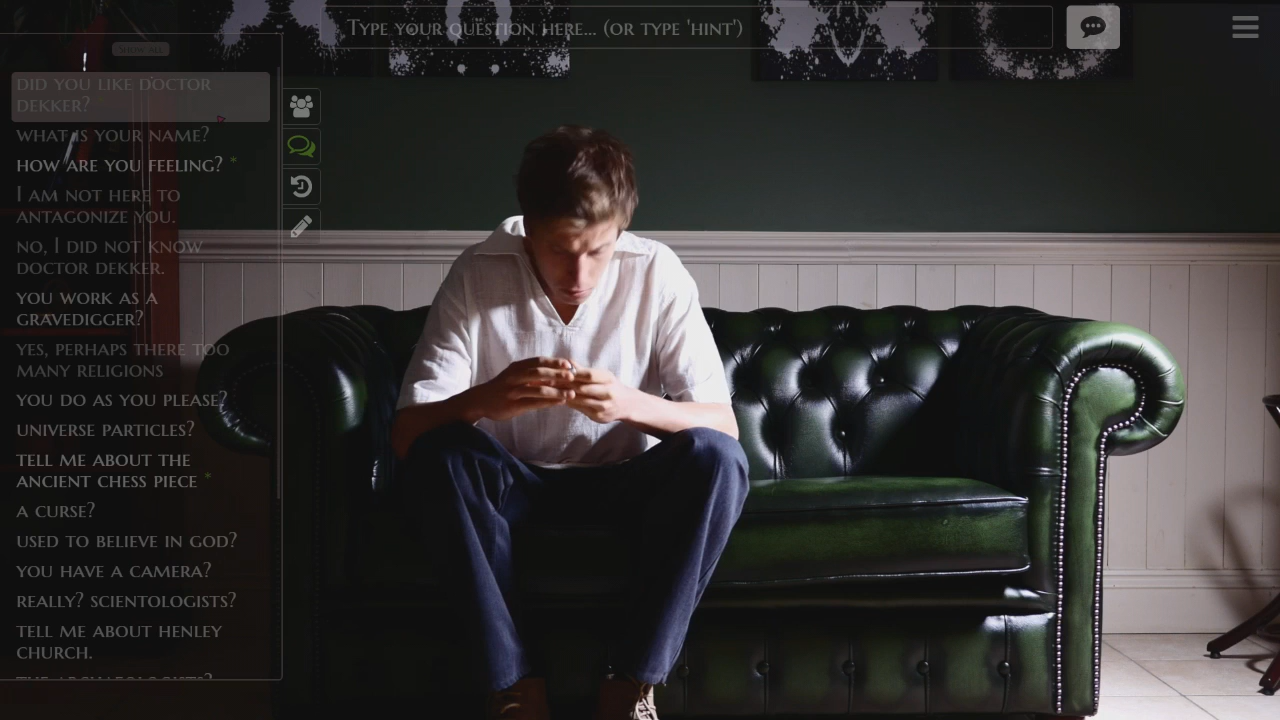 Type your question here... (or type 'hint')
Show All
Did you like Doctor
Dekker?
What is your name?
How are you feeling? *
I am not here to
antagonize you.
No, I did not know
Doctor Dekker.
You work as a
gravedigger?
Yes, perhaps there too
many religions
You do as you please?
Universe particles?
Tell me about the
ancient chess piece *
A curse?
Used to believe in God?
You have a camera?
Really? Scientologists?
Tell me about Henley
Church.
The archaeologists?